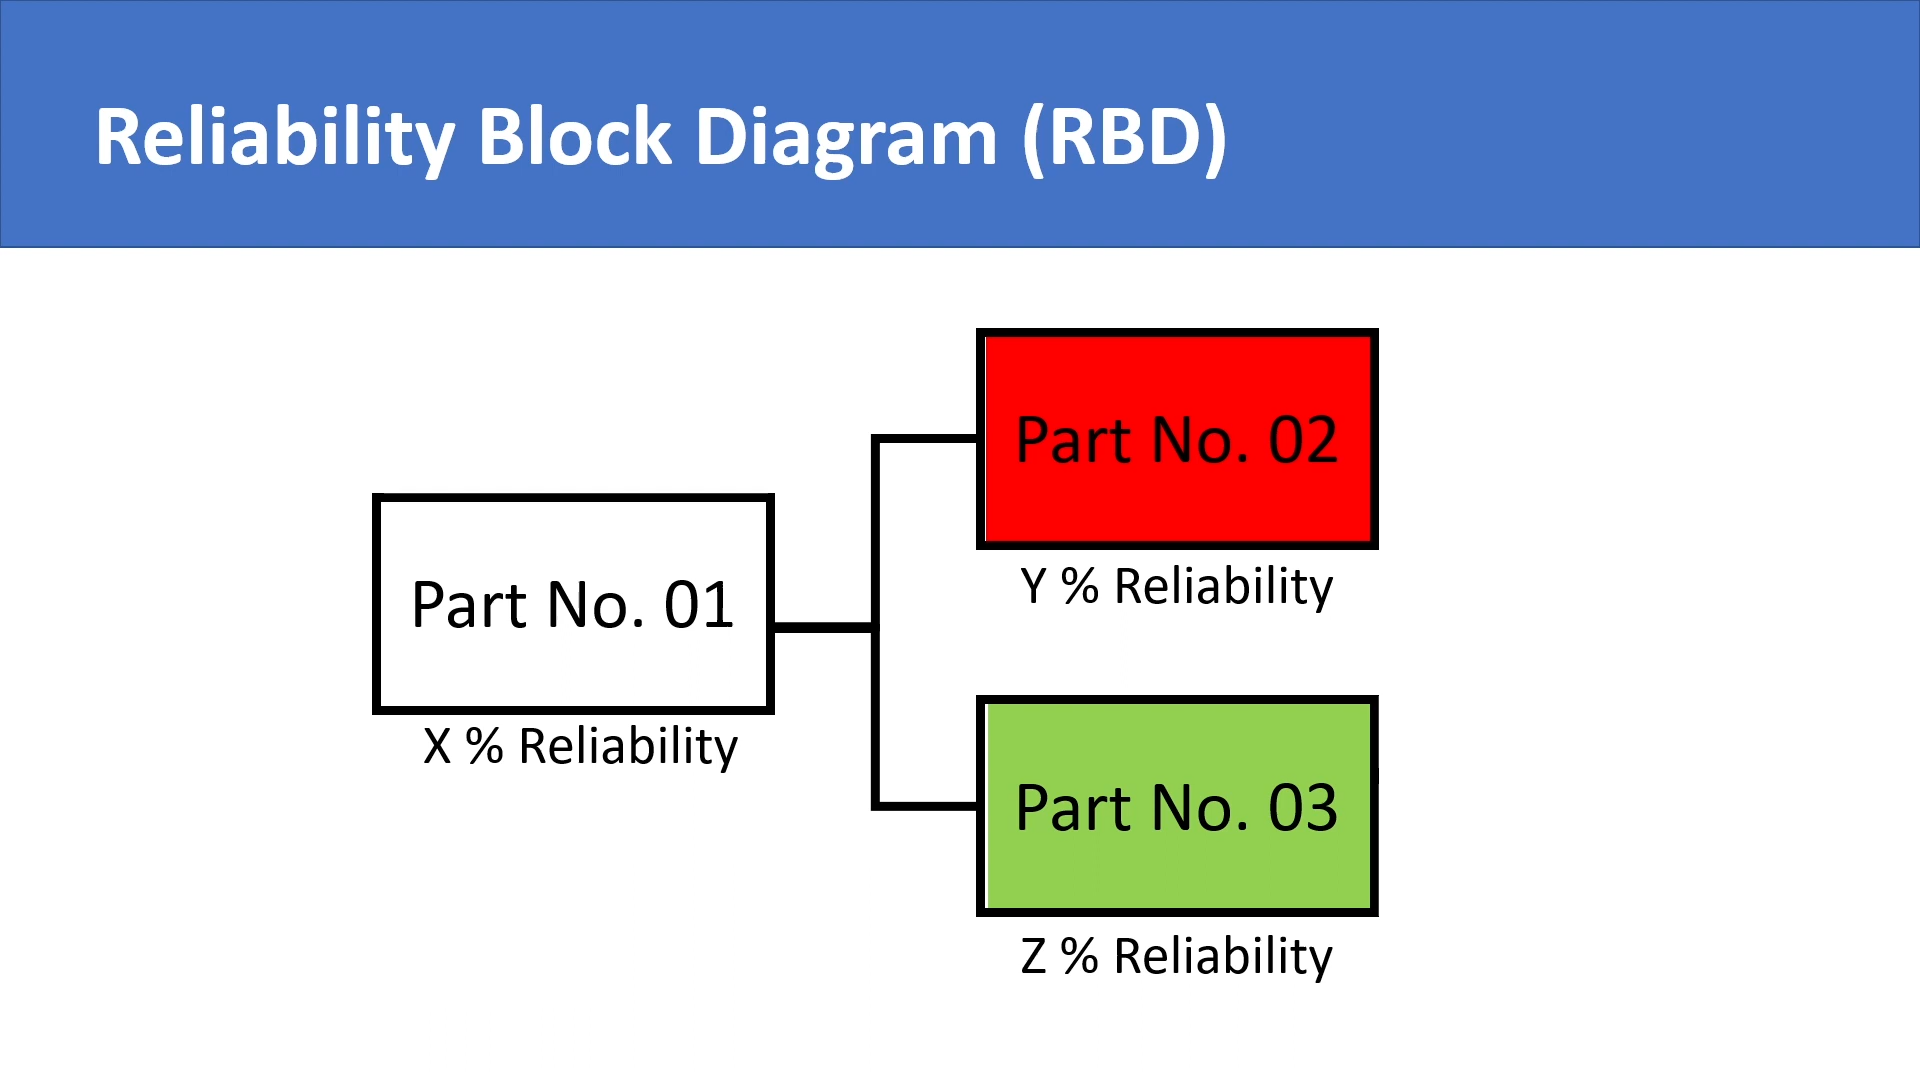 Reliability Block Diagram (RBD)
Part No. 01
X % Reliability
Part No. 02
Y % Reliability
Part No. 03
Z % Reliability